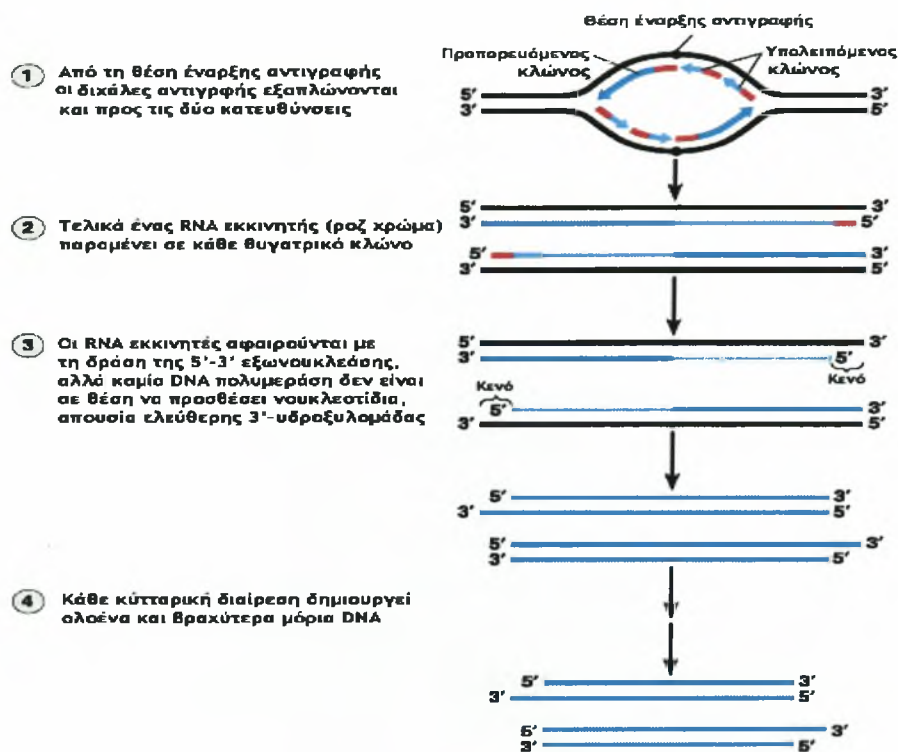 Θέση έναρξης αντιγραφής
Προπορευόμενος
κλώνος
Υπολειπόμενος
κλώνος
1 Από τη θέση έναρξης αντιγραφής
οι διχάλες αντιγρφής εξαπλώνονται
και προς τις δύο κατευθύνσεις
5' 3'
3' 5'
2 Τελικά ένας RNA εκκινητής (ροζ χρώμα)
παραμένει σε κάθε θυγατρικό κλώνο
5' 3'
3' 5'
5' 3'
3' 5'
3 Οι RNA εκκινητές αφαιρούνται με
τη δράση της 5'-3' εξωνουκλεάσης,
αλλά καμία DNA πολυμεράση δεν είναι
σε θέση να προσθέσει νουκλεοτίδια,
απουσία ελεύθερης 3'-υδροξυλομάδας
5' 3'
3' 5'
Κενό
Κενό
5' 3'
3' 5'
5' 3'
3' 5'
5' 3'
3' 5'
4 Κάθε κύτταρική διαίρεση δημιουργεί
ολοένα και βραχύτερα μόρια DNA
5' 3'
3' 5'
5' 3'
3' 5'